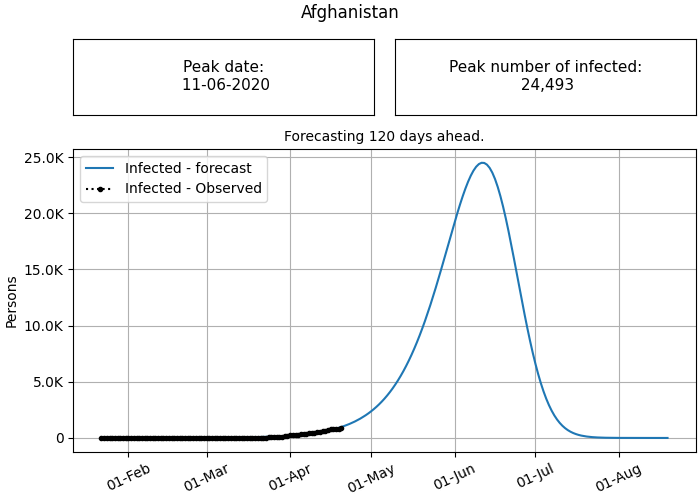 Afghanistan
Peak date:
11-06-2020
Peak number of infected:
24,493
Forecasting 120 days ahead.
Infected - forecast
Infected - Observed
Persons
25.0K
20.0K
15.0K
10.0K
5.0K
0
01-Feb
01-Mar
01-Apr
01-May
01-Jun
01-Jul
01-Aug